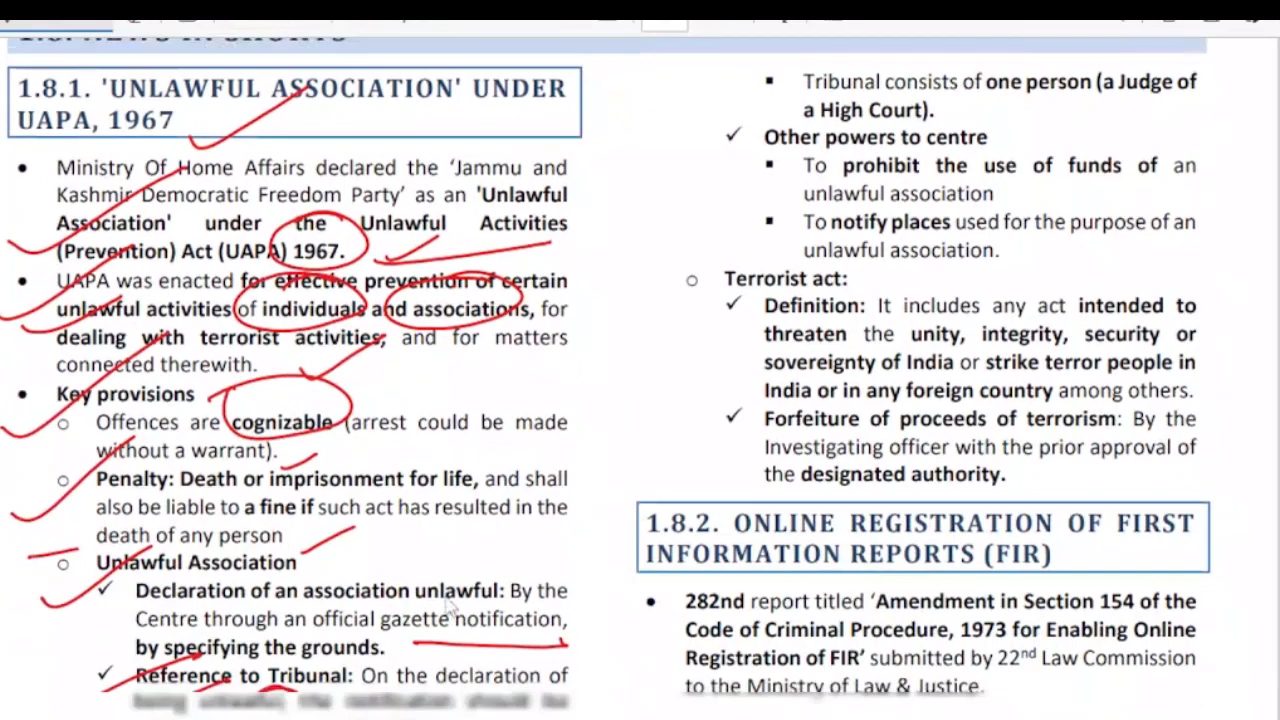 1.8.1. 'UNLAWFUL ASSOCIATION' UNDER
UAPA, 1967
• Ministry Of Home Affairs declared the ‘Jammu and
Kashmir Democratic Freedom Party’ as an 'Unlawful
Association' under the Unlawful Activities
(Prevention) Act (UAPA) 1967.
• UAPA was enacted for effective prevention of certain
unlawful activities of individuals and associations, for
dealing with terrorist activities, and for matters
connected therewith.
• Key provisions
o Offences are cognizable (arrest could be made
without a warrant).
o Penalty: Death or imprisonment for life, and shall
also be liable to a fine if such act has resulted in the
death of any person
o Unlawful Association
✓ Declaration of an association unlawful: By the
Centre through an official gazette notification,
by specifying the grounds.
✓ Reference to Tribunal: On the declaration of
▪ Tribunal consists of one person (a Judge of
a High Court).
✓ Other powers to centre
▪ To prohibit the use of funds of an
unlawful association
▪ To notify places used for the purpose of an
unlawful association.
o Terrorist act:
✓ Definition: It includes any act intended to
threaten the unity, integrity, security or
sovereignty of India or strike terror people in
India or in any foreign country among others.
✓ Forfeiture of proceeds of terrorism: By the
Investigating officer with the prior approval of
the designated authority.
1.8.2. ONLINE REGISTRATION OF FIRST
INFORMATION REPORTS (FIR)
• 282nd report titled ‘Amendment in Section 154 of the
Code of Criminal Procedure, 1973 for Enabling Online
Registration of FIR’ submitted by 22nd Law Commission
to the Ministry of Law & Justice.